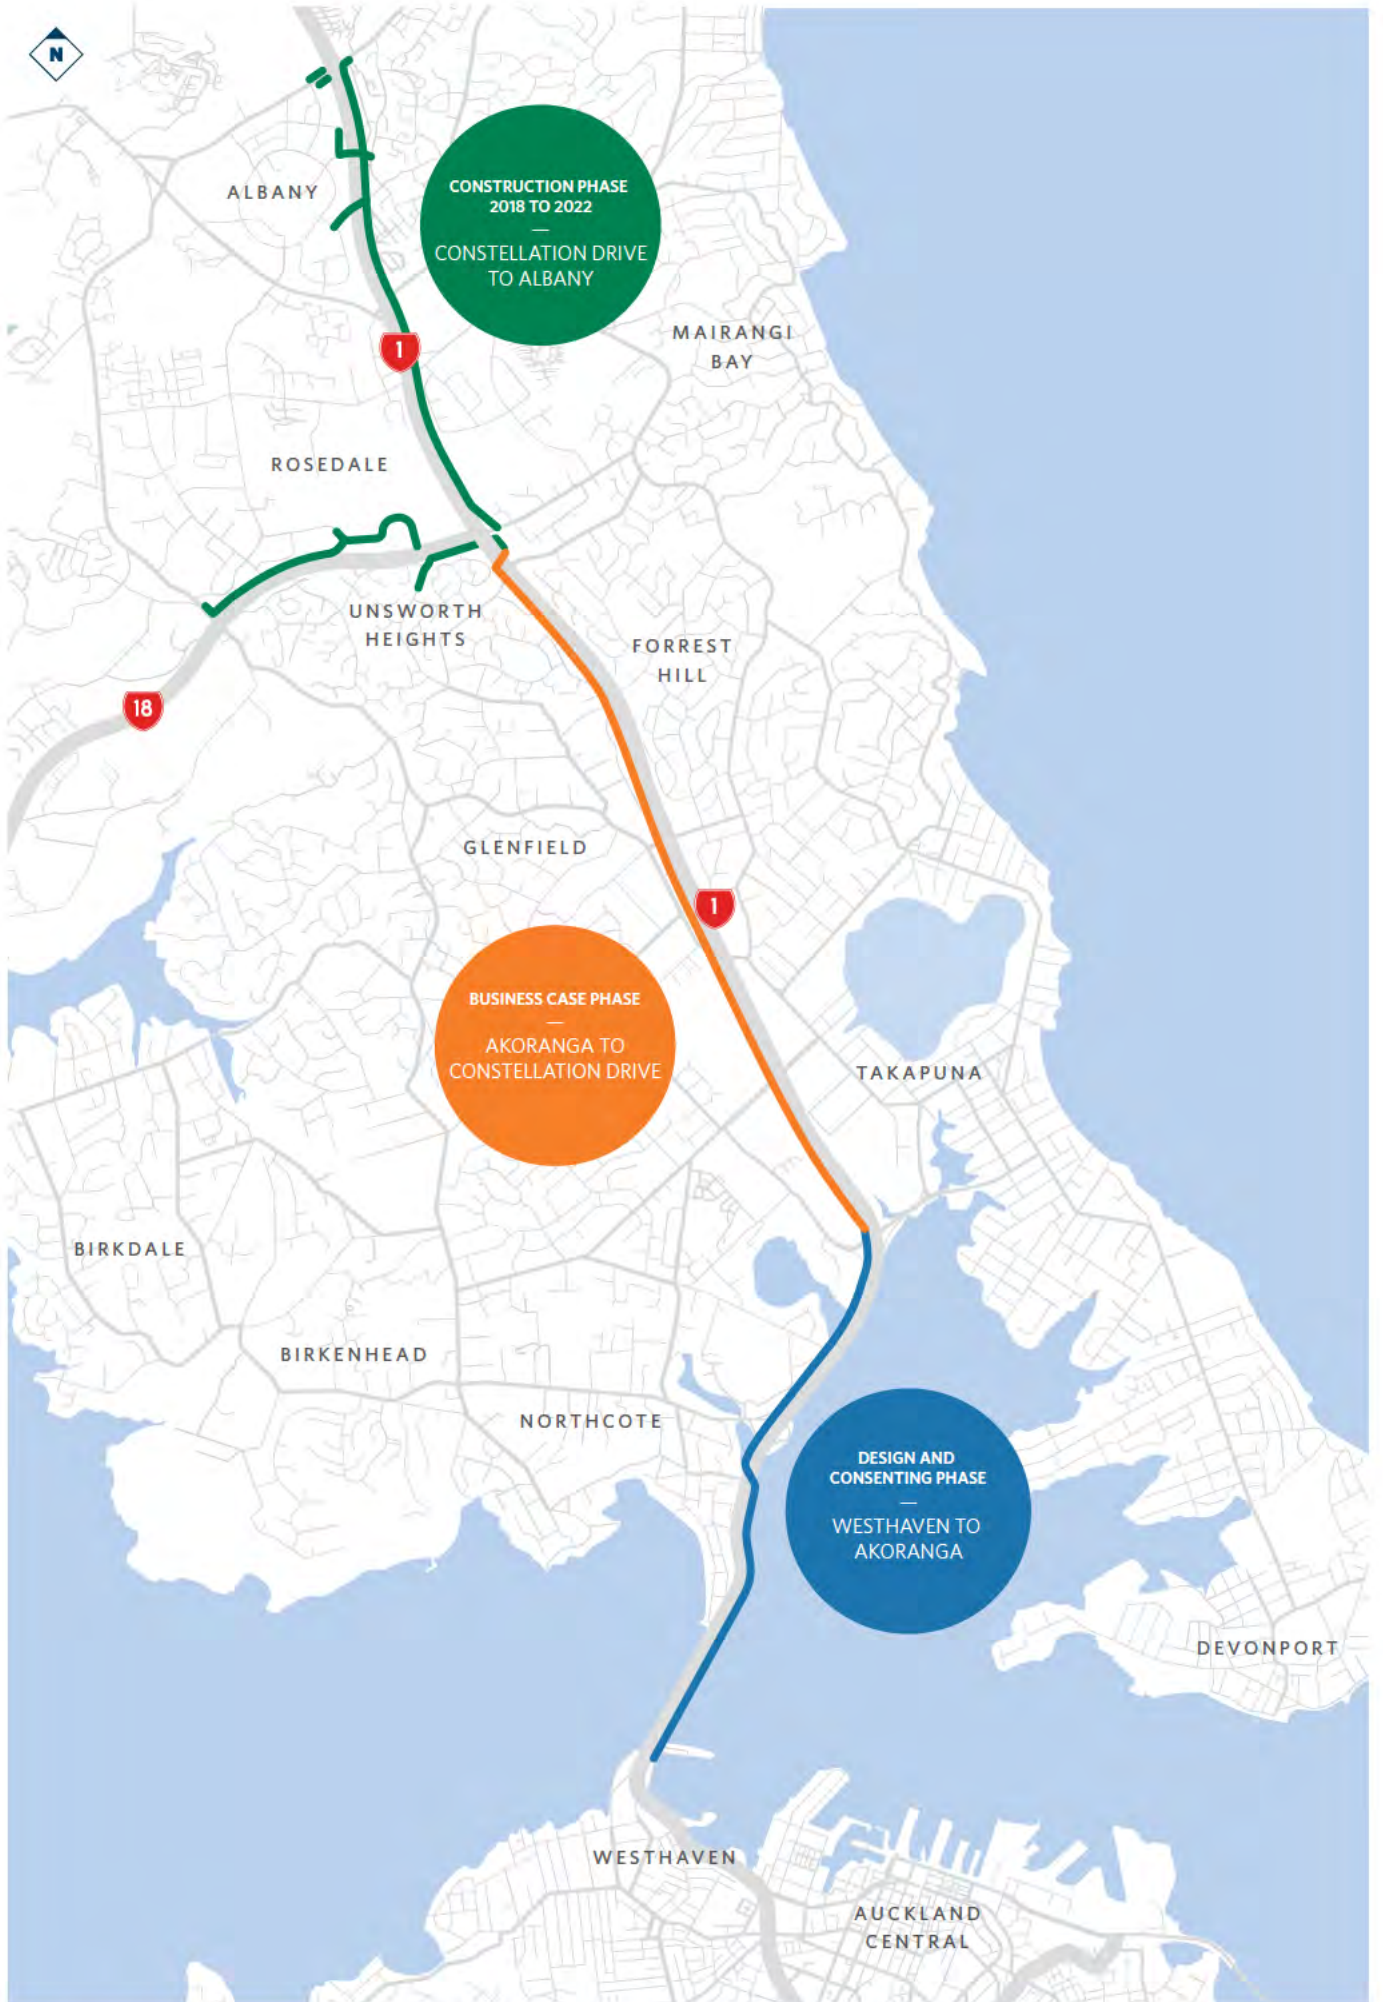 N
ALBANY
CONSTRUCTION PHASE
2018 TO 2022
—
CONSTELLATION DRIVE
TO ALBANY
MAIRANGI
BAY
1
ROSEDALE
UNSWORTH
HEIGHTS
FORREST
HILL
18
GLENFIELD
1
BUSINESS CASE PHASE
—
AKORANGA TO
CONSTELLATION DRIVE
TAKAPUNA
BIRKDALE
BIRKENHEAD
NORTHCOTE
DESIGN AND
CONSENTING PHASE
—
WESTHAVEN TO
AKORANGA
DEVONPORT
WESTHAVEN
AUCKLAND
CENTRAL